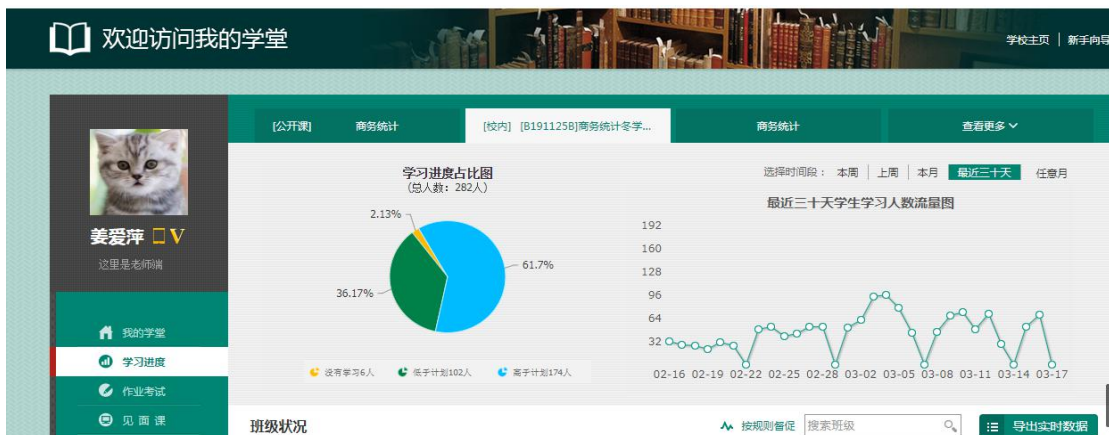 欢迎访问我的学堂
学校主页 | 新手向导
[公开课] 商务统计
[校内] [B191125B]商务统计冬学...
商务统计
查看更多
姜爱萍 V
这里是老师端
我的学堂
学习进度
作业考试
见面课
学习进度占比图
(总人数: 282人)
2.13%
61.7%
36.17%
没有学习6人 低于计划102人 高于计划174人
选择时间段: 本周 | 上周 | 本月 最近三十天 任意月
最近三十天学生学习人数流量图
192
160
128
96
64
32
02-16 02-19 02-22 02-25 02-28 03-02 03-05 03-08 03-11 03-14 03-17
班级状况
按规则督促 搜索班级 导出实时数据